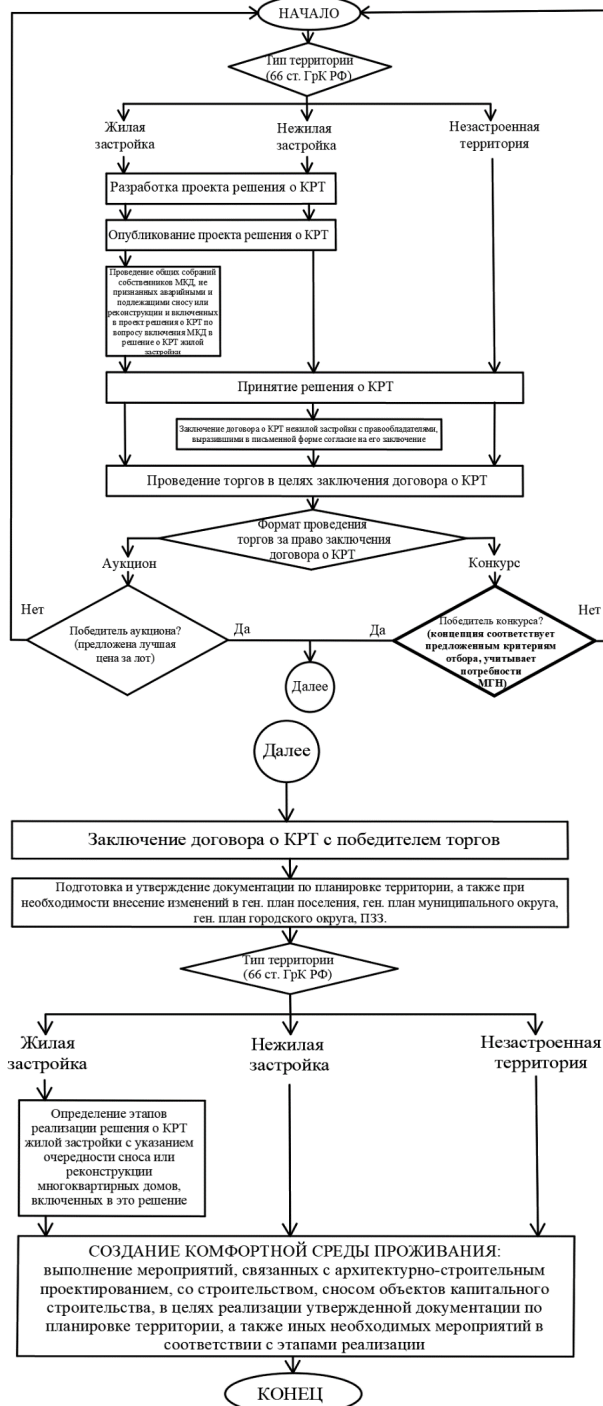 НАЧАЛО
Тип территории
(66 ст. ГрК РФ)
Жилая
застройка
Нежилая
застройка
Незастроенная
территория
Разработка проекта решения о КРТ
Опубликование проекта решения о КРТ
Проведение общих собраний
собственников МКД, не
признанных аварийными и
подлежащими сносу или
реконструкции и включенных
в проект решения о КРТ по
вопросу включения МКД в
решение о КРТ жилой
застройки
Принятие решения о КРТ
Заключение договора о КРТ нежилой застройки с правообладателями,
выразившими в письменной форме согласие на его заключение
Проведение торгов в целях заключения договора о КРТ
Формат проведения
торгов за право заключения
договора о КРТ
Аукцион
Конкурс
Нет
Победитель аукциона?
(предложена лучшая
цена за лот)
Да
Да
Победитель конкурса?
(концепция соответствует
предложенным критериям
отбора, учитывает
потребности
МГН)
Нет
Далее
Далее
Заключение договора о КРТ с победителем торгов
Подготовка и утверждение документации по планировке территории, а также при
необходимости внесение изменений в ген. план поселения, ген. план муниципального округа,
ген. план городского округа, ПЗЗ.
Тип территории
(66 ст. ГрК РФ)
Жилая
застройка
Нежилая
застройка
Незастроенная
территория
Определение этапов
реализации решения о КРТ
жилой застройки с указанием
очередности сноса или
реконструкции
многоквартирных домов,
включенных в это решение
СОЗДАНИЕ КОМФОРТНОЙ СРЕДЫ ПРОЖИВАНИЯ:
выполнение мероприятий, связанных с архитектурно-строительным
проектированием, со строительством, сносом объектов капитального
строительства, в целях реализации утвержденной документации по
планировке территории, а также иных необходимых мероприятий в
соответствии с этапами реализации
КОНЕЦ